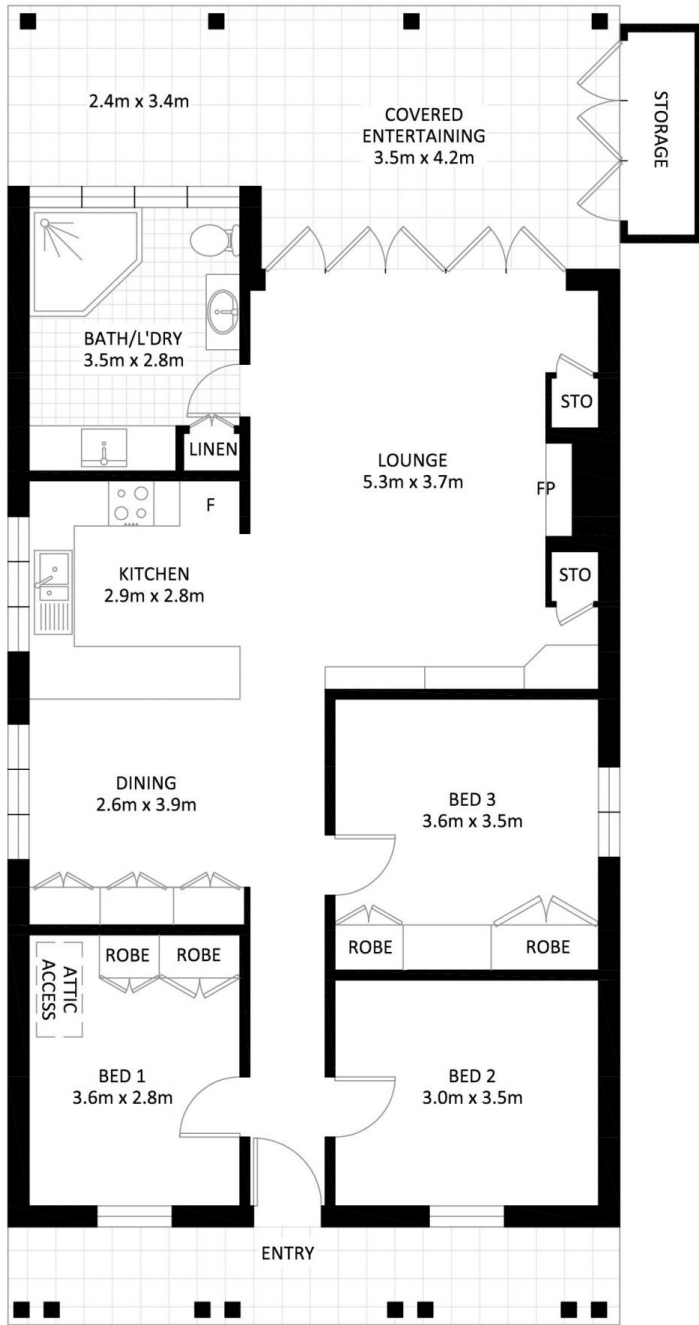 2.4m x 3.4m
COVERED
ENTERTAINING
3.5m x 4.2m
STORAGE
BATH/L'DRY
3.5m x 2.8m
LINEN
STO
LOUNGE
5.3m x 3.7m
FP
F
KITCHEN
2.9m x 2.8m
STO
DINING
2.6m x 3.9m
BED 3
3.6m x 3.5m
ROBE
ROBE
ATTIC
ACCESS
ROBE
ROBE
BED 1
3.6m x 2.8m
BED 2
3.0m x 3.5m
ENTRY